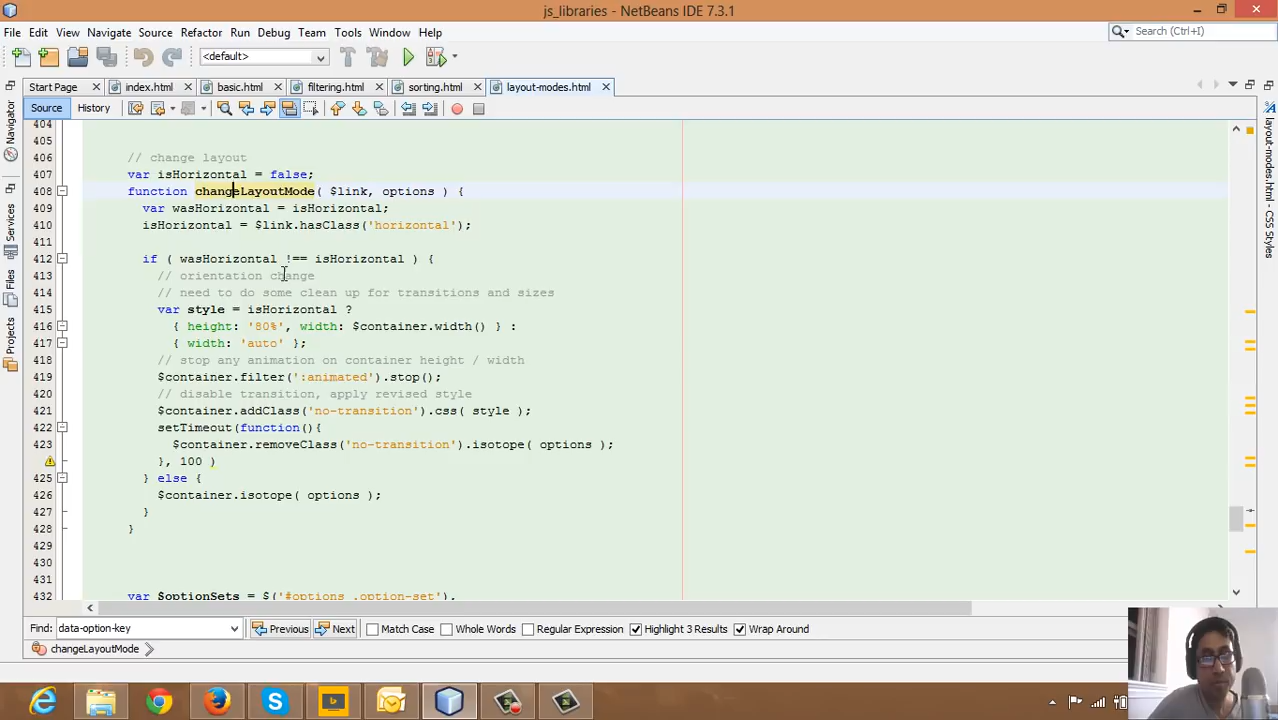 js_libraries - NetBeans IDE 7.3.1
File Edit View Navigate Source Refactor Run Debug Team Tools Window Help
Search (Ctrl+I)
<default>
Start Page index.html basic.html filtering.html sorting.html layout-modes.html
Source History
404
405
406 // change layout
407 var isHorizontal = false;
408 function changeLayoutMode( $link, options ) {
409 var wasHorizontal = isHorizontal;
410 isHorizontal = $link.hasClass('horizontal');
411
412 if ( wasHorizontal !== isHorizontal ) {
413 // orientation change
414 // need to do some clean up for transitions and sizes
415 var style = isHorizontal ?
416 { height: '80%', width: $container.width() } :
417 { width: 'auto' };
418 // stop any animation on container height / width
419 $container.filter(':animated').stop();
420 // disable transition, apply revised style
421 $container.addClass('no-transition').css( style );
422 setTimeout(function(){
423 $container.removeClass('no-transition').isotope( options );
}, 100 )
425 } else {
426 $container.isotope( options );
427 }
428 }
429
430
431
432 var $optionSets = $('#options .option-set'),
Navigator
Services
Files
Projects
layout-modes.html
CSS Styles
Find: data-option-key Previous Next Match Case Whole Words Regular Expression Highlight 3 Results Wrap Around
changeLayoutMode